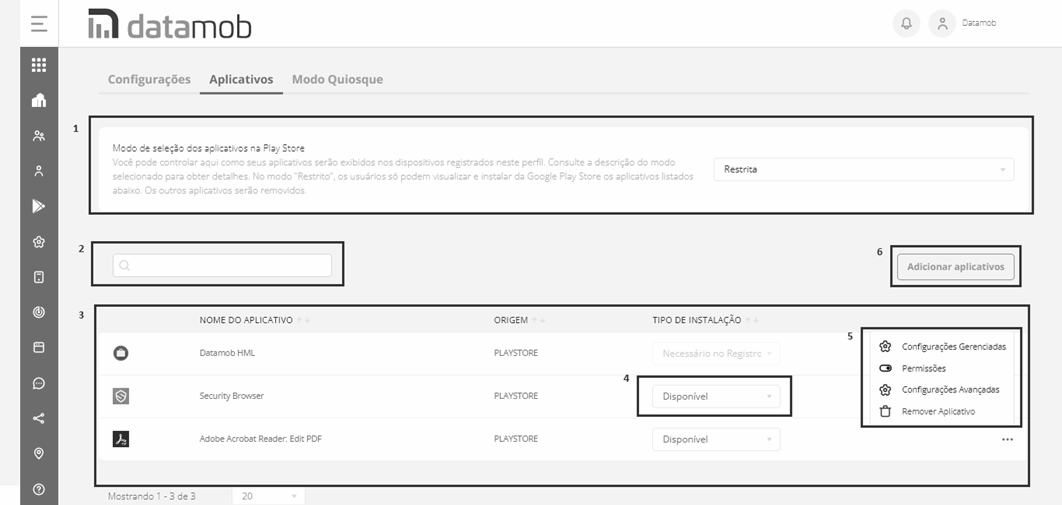 datamob
Datamob
Configurações Aplicativos Modo Quiosque
1
Modo de seleção dos aplicativos na Play Store
Você pode controlar aqui como seus aplicativos serão exibidos nos dispositivos registrados neste perfil. Consulte a descrição do modo
selecionado para obter detalhes. No modo "Restrito", os usuários só podem visualizar e instalar da Google Play Store os aplicativos listados
abaixo. Os outros aplicativos serão removidos.
Restrita
2
6
Adicionar aplicativos
3
NOME DO APLICATIVO ORIGEM TIPO DE INSTALAÇÃO
Datamob HML PLAYSTORE Necessário no Registro
4
Security Browser PLAYSTORE Disponível
Adobe Acrobat Reader: Edit PDF PLAYSTORE Disponível
5
Configurações Gerenciadas
Permissões
Configurações Avançadas
Remover Aplicativo
Mostrando 1 - 3 de 3 20